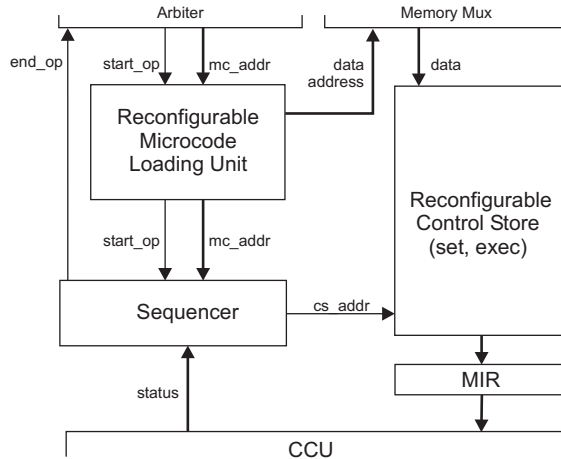 Arbiter
Memory Mux
end_op
start_op
mc_addr
data
address
data
Reconfigurable
Microcode
Loading Unit
Reconfigurable
Control Store
(set, exec)
start_op
mc_addr
Sequencer
cs_addr
MIR
status
CCU